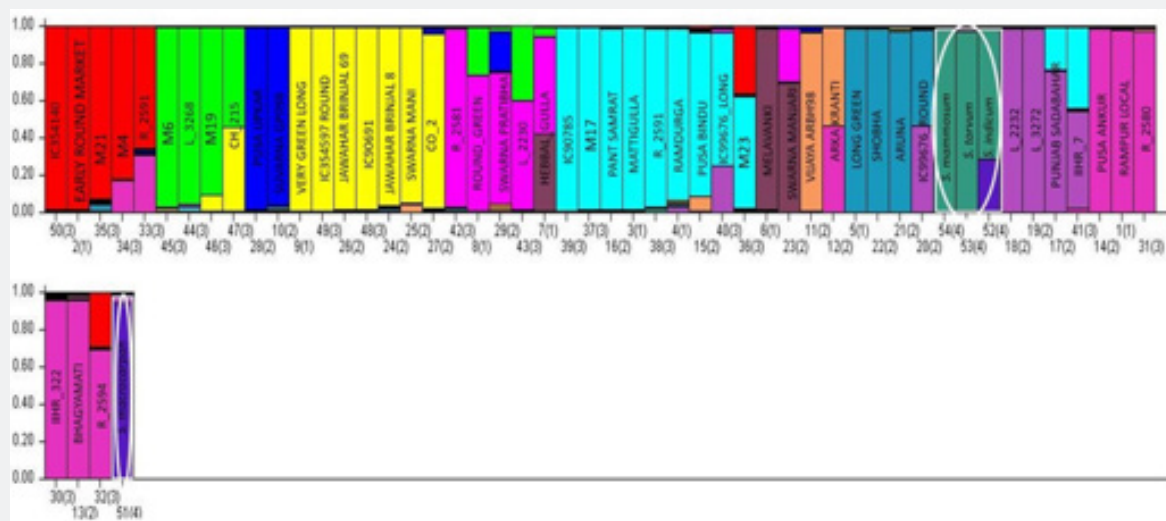 1.00
0.80
0.60
0.40
0.20
0.00
IC354140
EARLY ROUND MARKET
M21
M4
R_2591
M6
L_3268
M19
CH_215
PUSA UPKAR
SWARNA
VERY GREEN LONG
IC354597 ROUND
JAWAHAR BRINJAL 69
IC90691
JAWAHAR BRINJAL 8
SWARNA MANI
CO_2
R_2581
ROUND_GREEN
SWARNA PRATIBHA
L_2230
HERBAL GULLA
IC90785
M17
PANT SAMRAT
MATTIGULLA
R_2591
RAMDURGA
PUSA BINDU
IC99676_LONG
M23
MELAVANKI
SWARNA MANJARI
VIJAYA ARBH98
ARKA KRANTI
LONG GREEN
SHOBHA
ARUNA
IC99676_ROUND
S. mammosum
S. torvum
S. indicum
L_2232
L_3272
PUNJAB SADABAHAR
BHR_7
PUSA ANKUR
RAMPUR LOCAL
R_2580
50(3) 35(3) 33(3) 44(3) 47(3) 10(2) 49(3) 48(3) 25(2) 42(3) 29(2) 7(1) 37(3) 3(1) 4(1) 40(3) 11(2) 5(1) 21(2) 54(4) 52(4) 19(2) 41(3) 1(1)
2(1) 34(3) 45(3) 46(3) 28(2) 9(1) 26(2) 24(2) 27(2) 8(1) 43(3) 39(3) 16(2) 38(3) 15(2) 36(3) 23(2) 12(2) 22(2) 20(2) 53(4) 18(2) 17(2) 14(2) 31(3)
1.00
0.80
0.60
0.40
0.20
0.00
BHR_322
BHAGYAMATI
R_2594
30(3) 32(3)
13(2) 51(4)